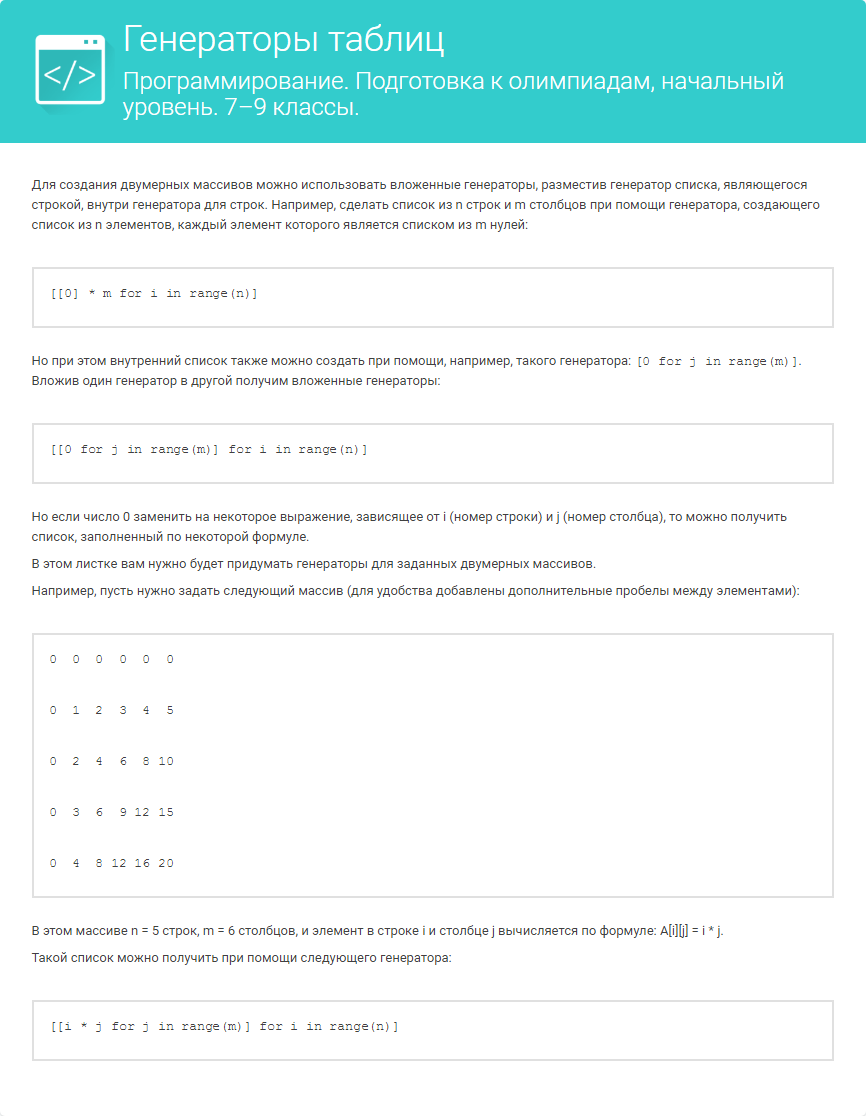 </>
Генераторы таблиц
Программирование. Подготовка к олимпиадам, начальный
уровень. 7–9 классы.
Для создания двумерных массивов можно использовать вложенные генераторы, разместив генератор списка, являющегося
строкой, внутри генератора для строк. Например, сделать список из n строк и m столбцов при помощи генератора, создающего
список из n элементов, каждый элемент которого является списком из m нулей:
[[0] * m for i in range(n)]
Но при этом внутренний список также можно создать при помощи, например, такого генератора: [0 for j in range(m)].
Вложив один генератор в другой получим вложенные генераторы:
[[0 for j in range(m)] for i in range(n)]
Но если число 0 заменить на некоторое выражение, зависящее от i (номер строки) и j (номер столбца), то можно получить
список, заполненный по некоторой формуле.
В этом листке вам нужно будет придумать генераторы для заданных двумерных массивов.
Например, пусть нужно задать следующий массив (для удобства добавлены дополнительные пробелы между элементами):
0 0 0 0 0 0
0 1 2 3 4 5
0 2 4 6 8 10
0 3 6 9 12 15
0 4 8 12 16 20
В этом массиве n = 5 строк, m = 6 столбцов, и элемент в строке i и столбце j вычисляется по формуле: A[i][j] = i * j.
Такой список можно получить при помощи следующего генератора:
[[i * j for j in range(m)] for i in range(n)]